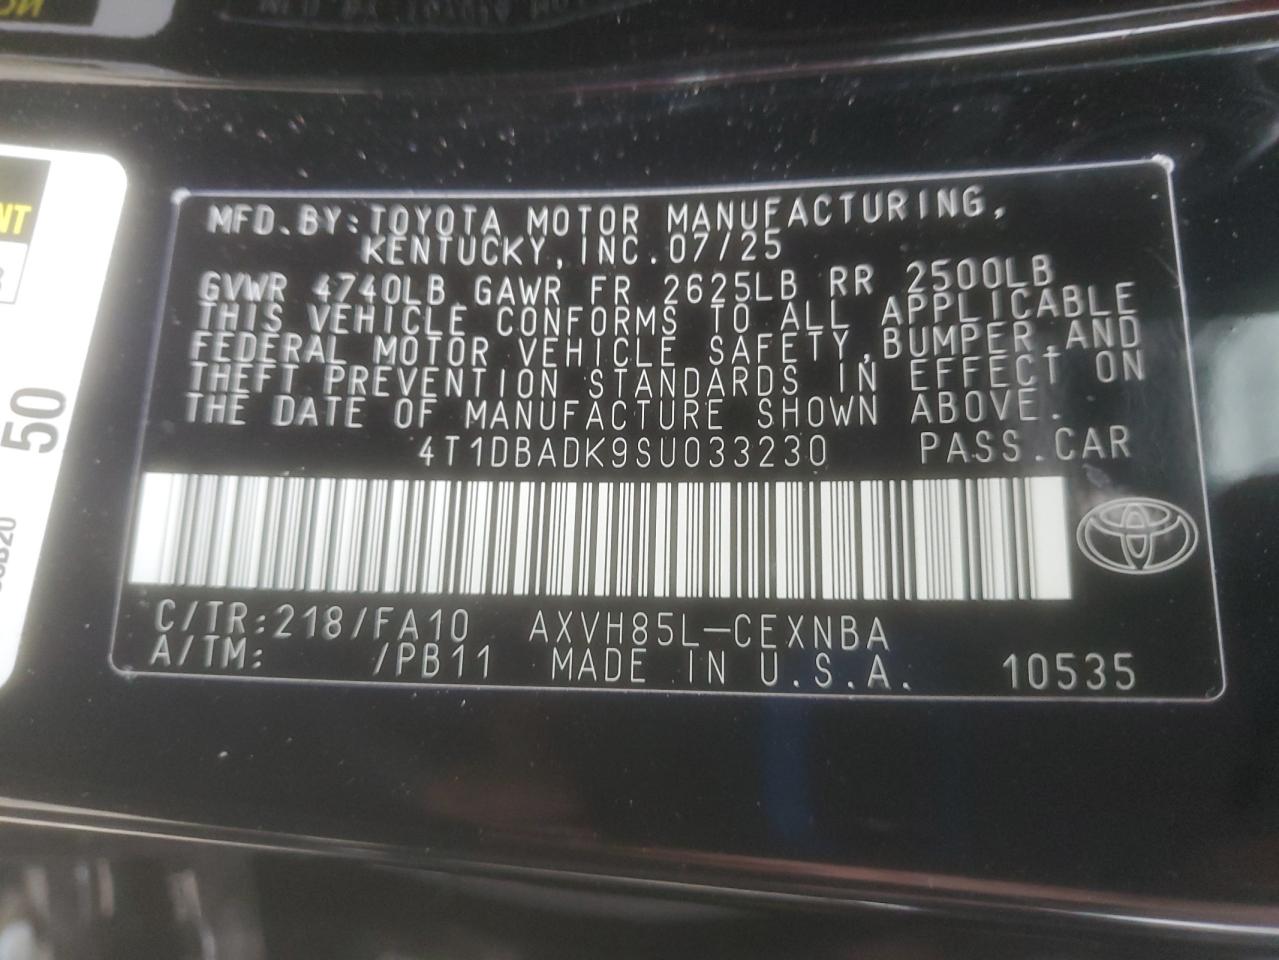 MFD.BY:TOYOTA MOTOR MANUFACTURING,
KENTUCKY,INC.07/25
GVWR 4740LB GAWR FR 2625LB RR 2500LB
THIS VEHICLE CONFORMS TO ALL APPLICABLE
FEDERAL MOTOR VEHICLE SAFETY,BUMPER,AND
THEFT PREVENTION STANDARDS IN EFFECT ON
THE DATE OF MANUFACTURE SHOWN ABOVE.
4T1DBADK9SU033230 PASS.CAR
C/TR:218/FA10 AXVH85L-CEXNBA
A/TM: /PB11 MADE IN U.S.A. 10535
50